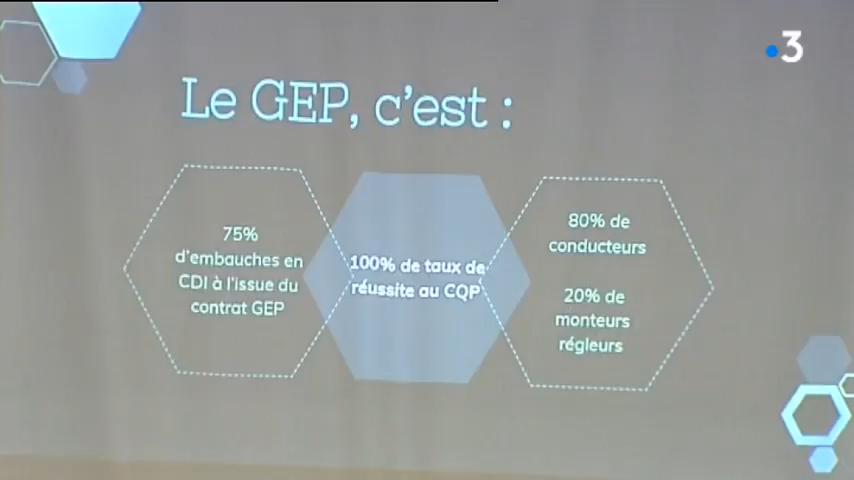 3
Le GEP, c'est :
75%
d'embauches en
CDI à l'issue du
contrat GEP
100% de taux de
réussite au CQP
80% de
conducteurs
20% de
monteurs
régleurs